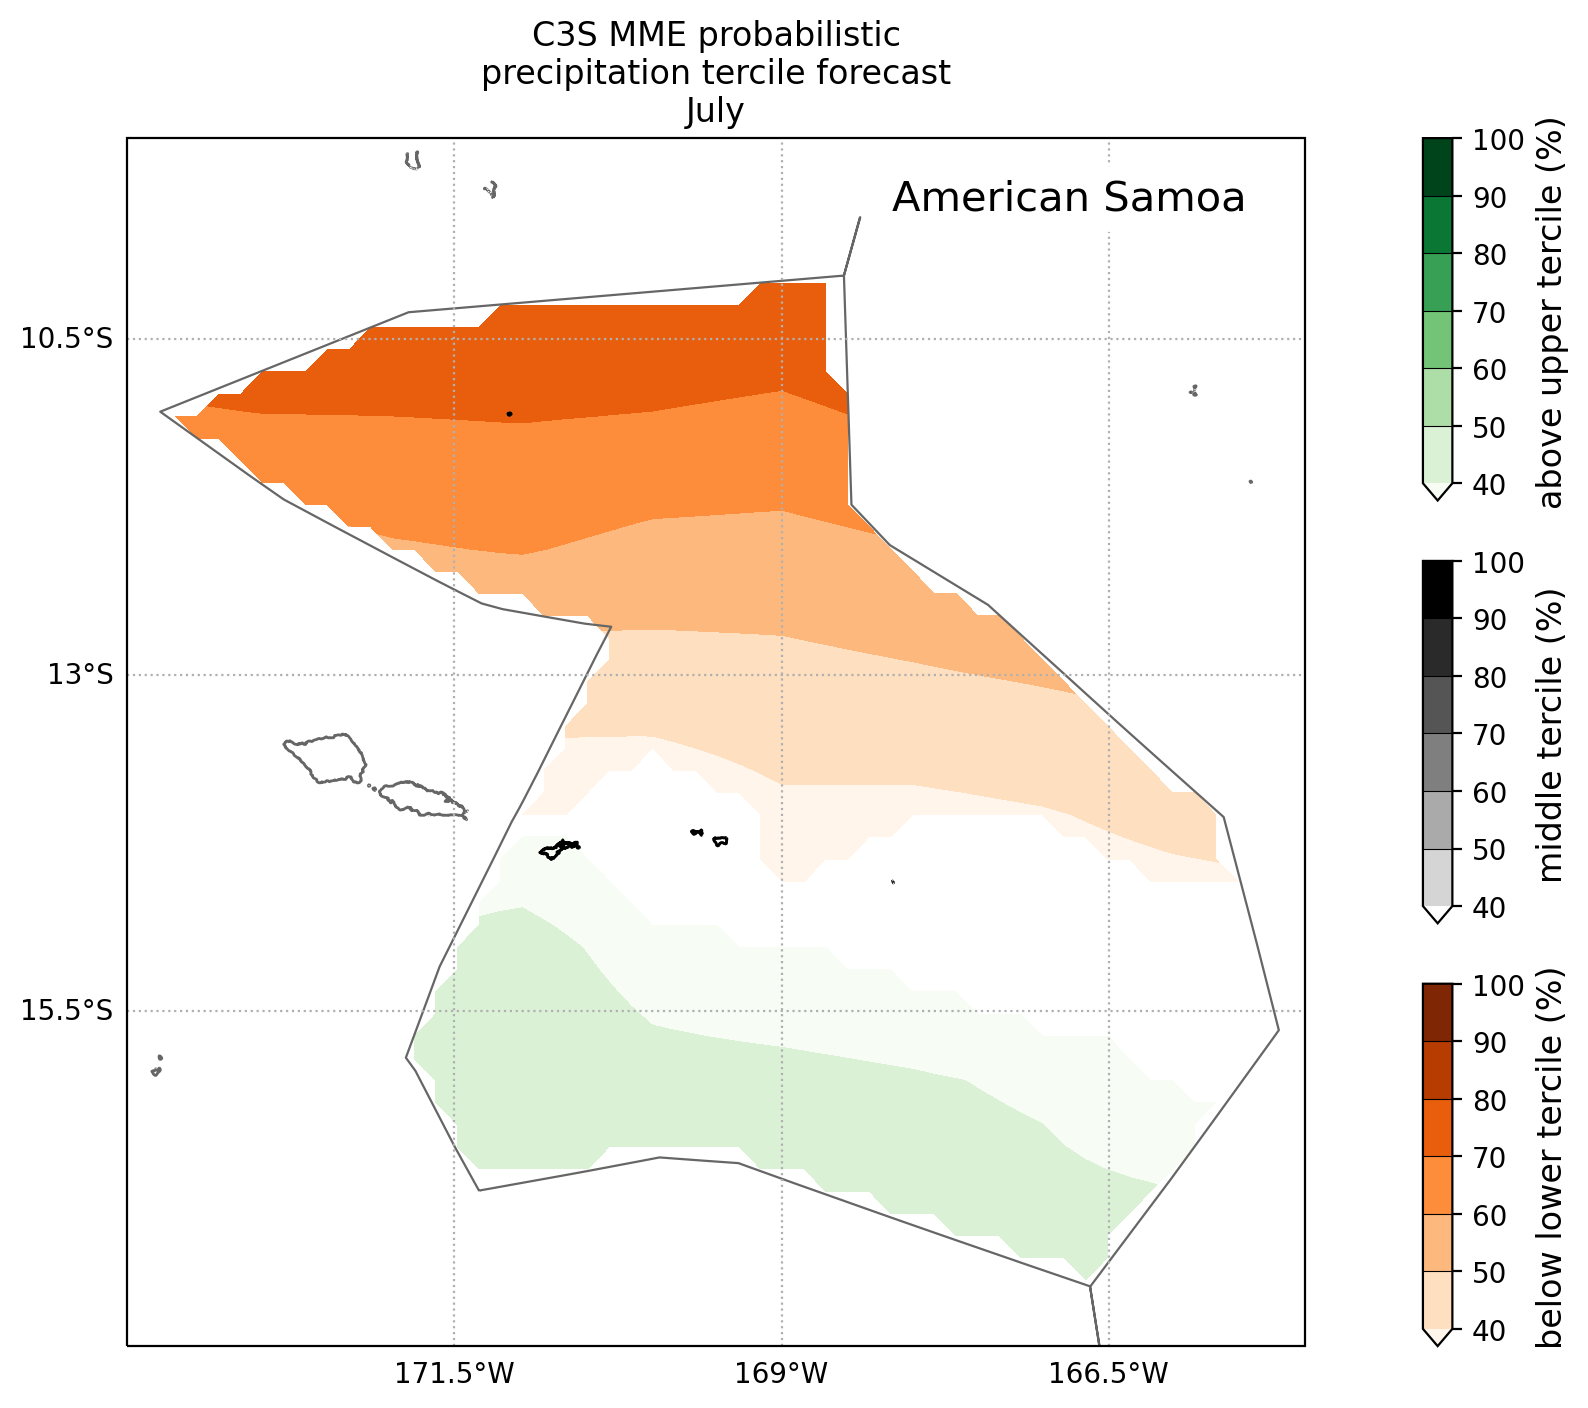 C3S MME probabilistic
precipitation tercile forecast
July
American Samoa
10.5°S
13°S
15.5°S
171.5°W
169°W
166.5°W
100
90
80
70
60
50
40
above upper tercile (%)
100
90
80
70
60
50
40
middle tercile (%)
100
90
80
70
60
50
40
below lower tercile (%)